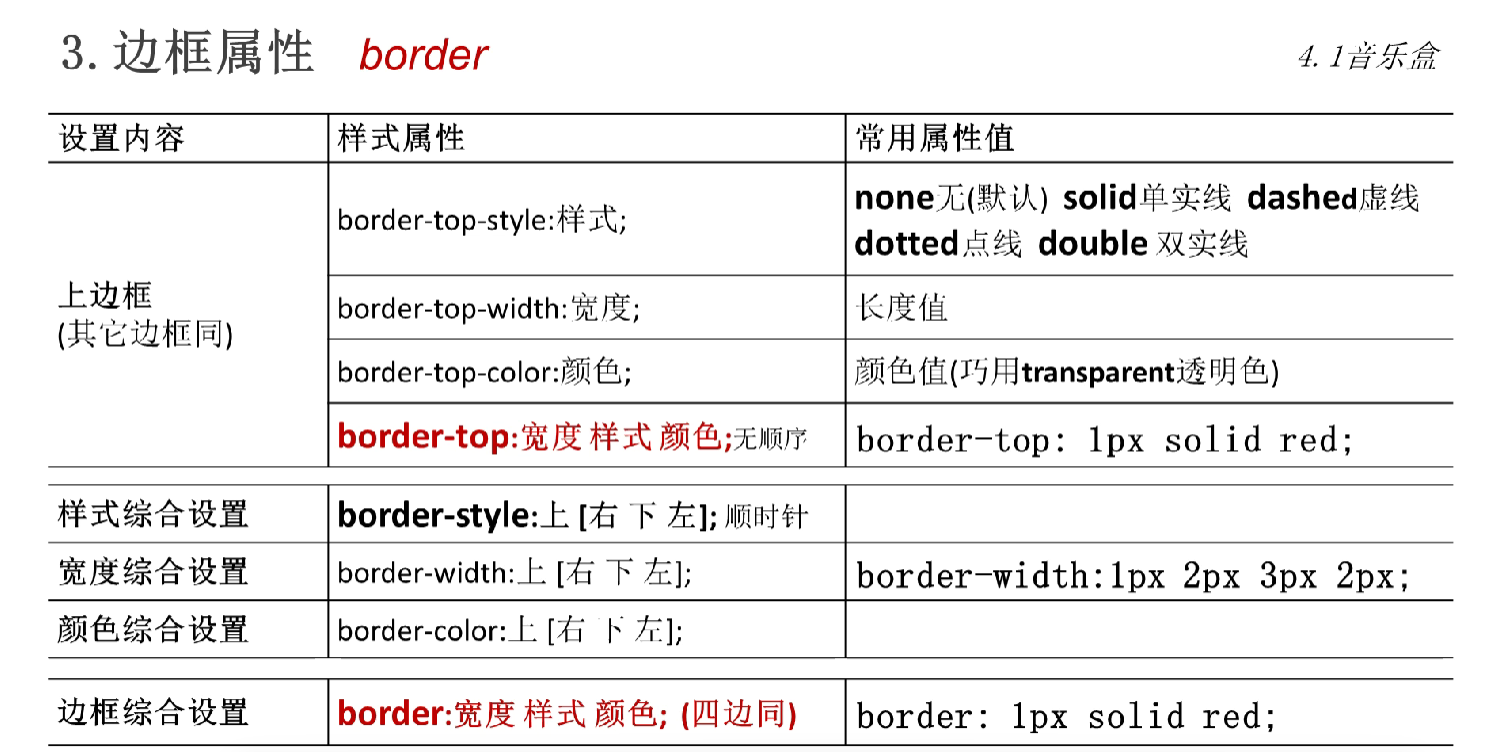 3. 边框属性 border
4.1音乐盒
设置内容 样式属性 常用属性值
上边框
(其它边框同)
border-top-style:样式;
none无(默认) solid单实线 dashed虚线
dotted点线 double 双实线
border-top-width:宽度; 长度值
border-top-color:颜色; 颜色值(巧用transparent透明色)
border-top:宽度 样式 颜色;无顺序 border-top: 1px solid red;
样式综合设置 border-style:上 [右 下 左]; 顺时针
宽度综合设置 border-width:上 [右 下 左]; border-width:1px 2px 3px 2px;
颜色综合设置 border-color:上 [右 下 左];
边框综合设置 border:宽度 样式 颜色; (四边同) border: 1px solid red;